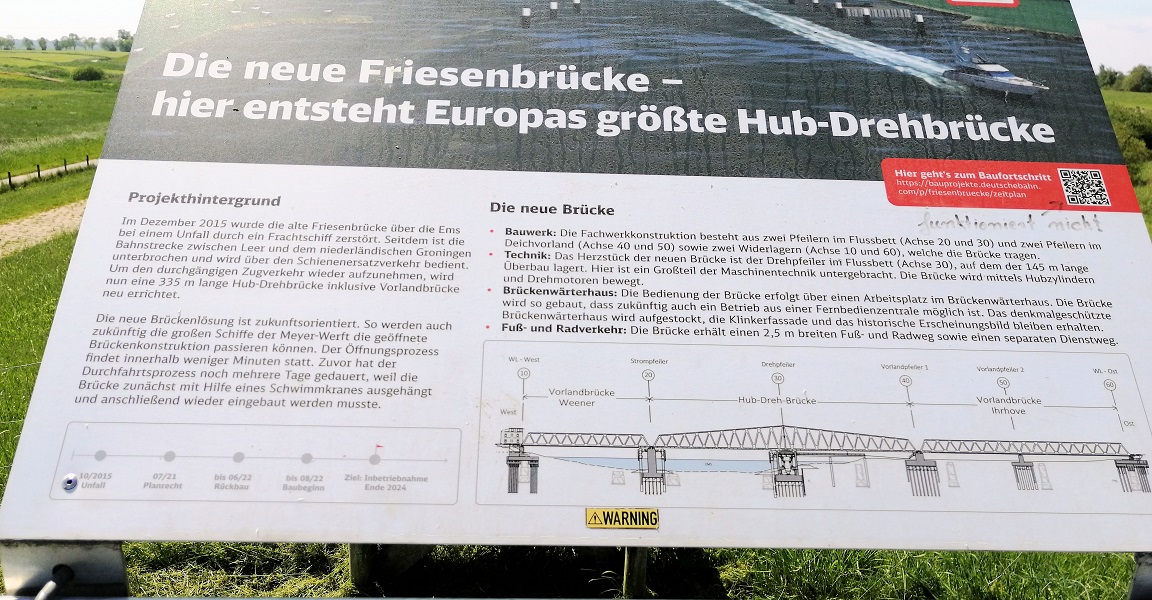 Die neue Friesenbrücke –
hier entsteht Europas größte Hub-Drehbrücke
Hier geht's zum Baufortschritt
https://bauprojekte.deutschebahn.
com/p/friesenbruecke/zeitplan
funktioniert nicht
Projekthintergrund
Im Dezember 2015 wurde die alte Friesenbrücke über die Ems
bei einem Unfall durch ein Frachtschiff zerstört. Seitdem ist die
Bahnstrecke zwischen Leer und dem niederländischen Groningen
unterbrochen und wird über den Schienenersatzverkehr bedient.
Um den durchgängigen Zugverkehr wieder aufzunehmen, wird
nun eine 335 m lange Hub-Drehbrücke inklusive Vorlandbrücke
neu errichtet.
Die neue Brückenlösung ist zukunftsorientiert. So werden auch
zukünftig die großen Schiffe der Meyer-Werft die geöffnete
Brückenkonstruktion passieren können. Der Öffnungsprozess
findet innerhalb weniger Minuten statt. Zuvor hat der
Durchfahrtsprozess noch mehrere Tage gedauert, weil die
Brücke zunächst mit Hilfe eines Schwimmkranes ausgehängt
und anschließend wieder eingebaut werden musste.
10/2015 07/21 bis 06/22 bis 08/22 Ziel: Inbetriebnahme
Unfall Planrecht Rückbau Baubeginn Ende 2024
Die neue Brücke
• Bauwerk: Die Fachwerkkonstruktion besteht aus zwei Pfeilern im Flussbett (Achse 20 und 30) und zwei Pfeilern im
Deichvorland (Achse 40 und 50) sowie zwei Widerlagern (Achse 10 und 60), welche die Brücke tragen.
• Technik: Das Herzstück der neuen Brücke ist der Drehpfeiler im Flussbett (Achse 30), auf dem der 145 m lange
Überbau lagert. Hier ist ein Großteil der Maschinentechnik untergebracht. Die Brücke wird mittels Hubzylindern
und Drehmotoren bewegt.
• Brückenwärterhaus: Die Bedienung der Brücke erfolgt über einen Arbeitsplatz im Brückenwärterhaus. Die Brücke
wird so gebaut, dass zukünftig auch ein Betrieb aus einer Fernbedienzentrale möglich ist. Das denkmalgeschützte
Brückenwärterhaus wird aufgestockt, die Klinkerfassade und das historische Erscheinungsbild bleiben erhalten.
• Fuß- und Radverkehr: Die Brücke erhält einen 2,5 m breiten Fuß- und Radweg sowie einen separaten Dienstweg.
WL - West Strompfeiler Drehpfeiler Vorlandpfeiler 1 Vorlandpfeiler 2 WL - Ost
10 20 30 40 50 60
Vorlandbrücke Hub-Dreh-Brücke Vorlandbrücke
Weener Ihrhove
West Ost
WARNING